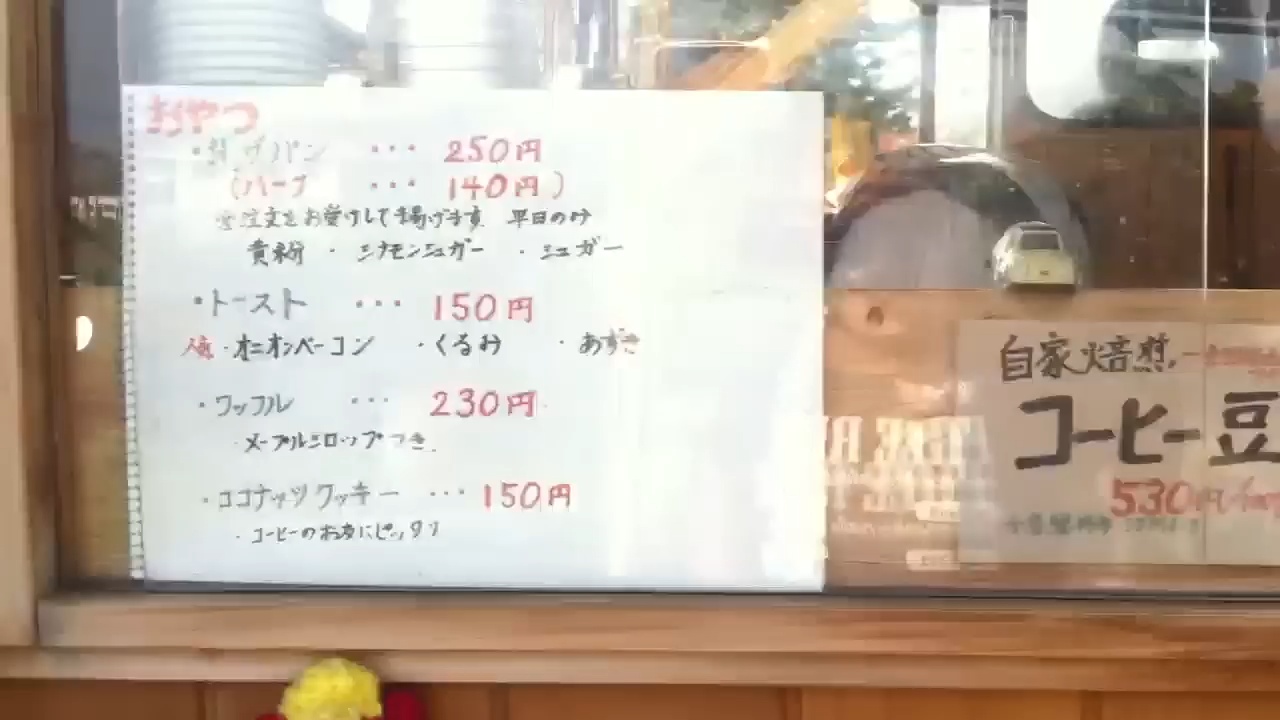 おやつ
・揚げパン ・・・ 250円
(ハーフ ・・・ 140円)
ご注文をお受けして揚げます 平日のみ
黄粉 ・ シナモンシュガー ・ シュガー
・トースト ・・・ 150円
人気 ・オニオンベーコン ・くるみ ・あずき
・ワッフル ・・・ 230円
・メープルシロップつき.
・ココナッツクッキー ・・・ 150円
・コーヒーのお友にピッタリ
自家焙煎
コーヒー豆
530円